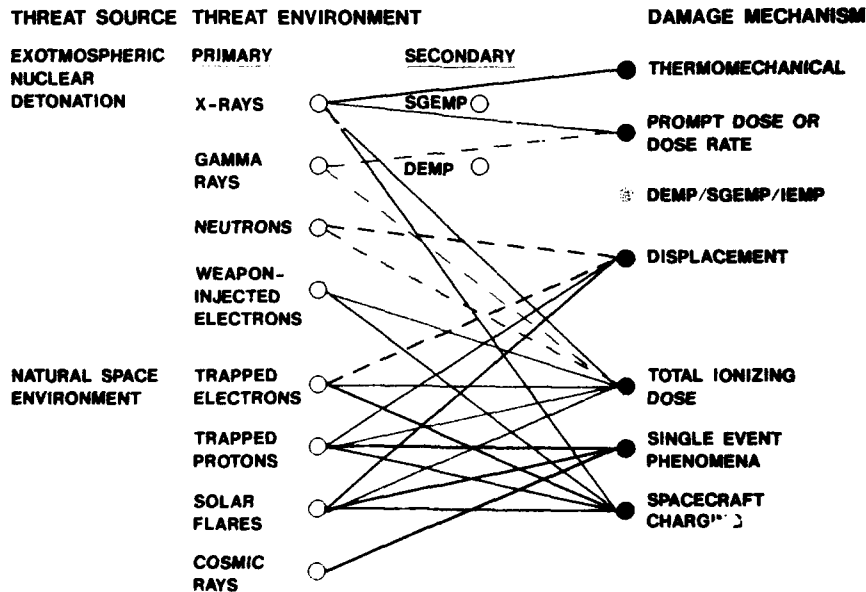 THREAT SOURCE THREAT ENVIRONMENT DAMAGE MECHANISM
EXOTMOSPHERIC
NUCLEAR
DETONATION
PRIMARY
SECONDARY
X-RAYS
SGEMP
GAMMA
RAYS
DEMP
NEUTRONS
WEAPON-
INJECTED
ELECTRONS
NATURAL SPACE
ENVIRONMENT
TRAPPED
ELECTRONS
TRAPPED
PROTONS
SOLAR
FLARES
COSMIC
RAYS
THERMOMECHANICAL
PROMPT DOSE OR
DOSE RATE
DEMP/SGEMP/IEMP
DISPLACEMENT
TOTAL IONIZING
DOSE
SINGLE EVENT
PHENOMENA
SPACECRAFT